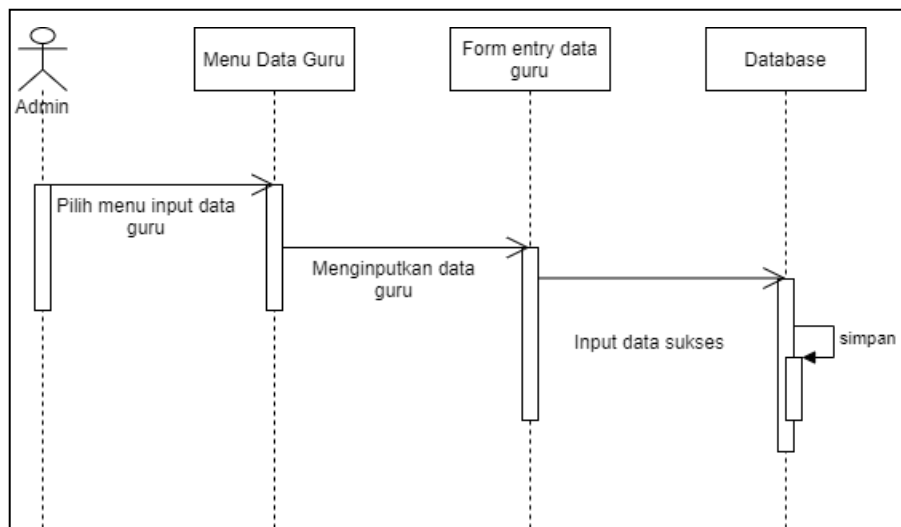 Admin
Menu Data Guru
Form entry data
guru
Database
Pilih menu input data
guru
Menginputkan data
guru
Input data sukses
simpan